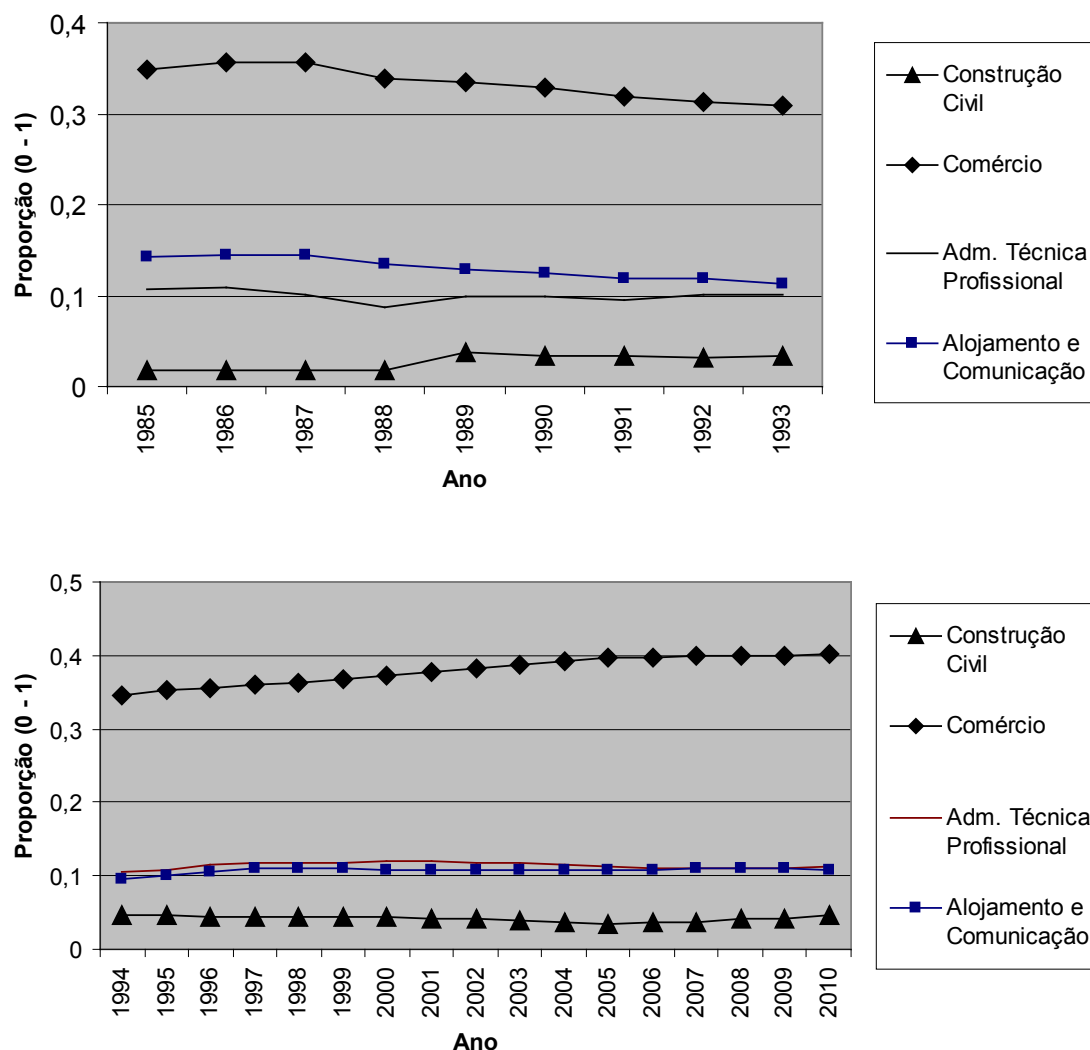 0,4
0,3
0,2
0,1
0
Proporção (0 - 1)
1985
1986
1987
1988
1989
1990
1991
1992
1993
Ano
Construção
Civil
Comércio
Adm. Técnica
Profissional
Alojamento e
Comunicação
0,5
0,4
0,3
0,2
0,1
0
Proporção (0 - 1)
1994
1995
1996
1997
1998
1999
2000
2001
2002
2003
2004
2005
2006
2007
2008
2009
2010
Ano
Construção
Civil
Comércio
Adm. Técnica
Profissional
Alojamento e
Comunicação